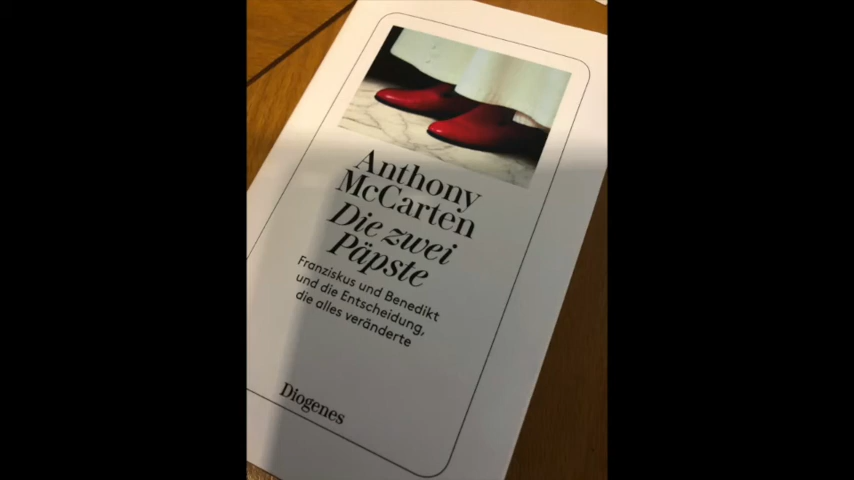 Anthony
McCarten
Die zwei
Päpste
Franziskus und Benedikt
und die Entscheidung,
die alles veränderte
Diogenes